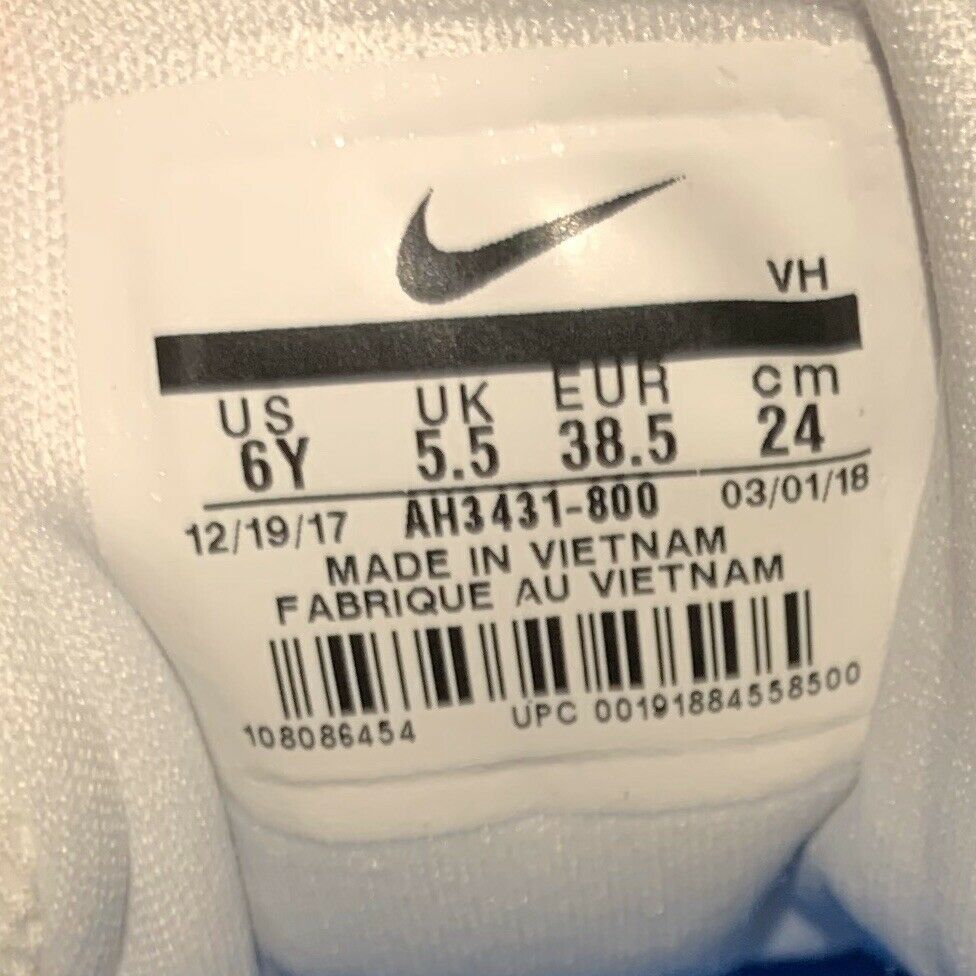 VH
US UK EUR cm
6Y 5.5 38.5 24
12/19/17 AH3431-800 03/01/18
MADE IN VIETNAM
FABRIQUE AU VIETNAM
108086454 UPC 00191884558500